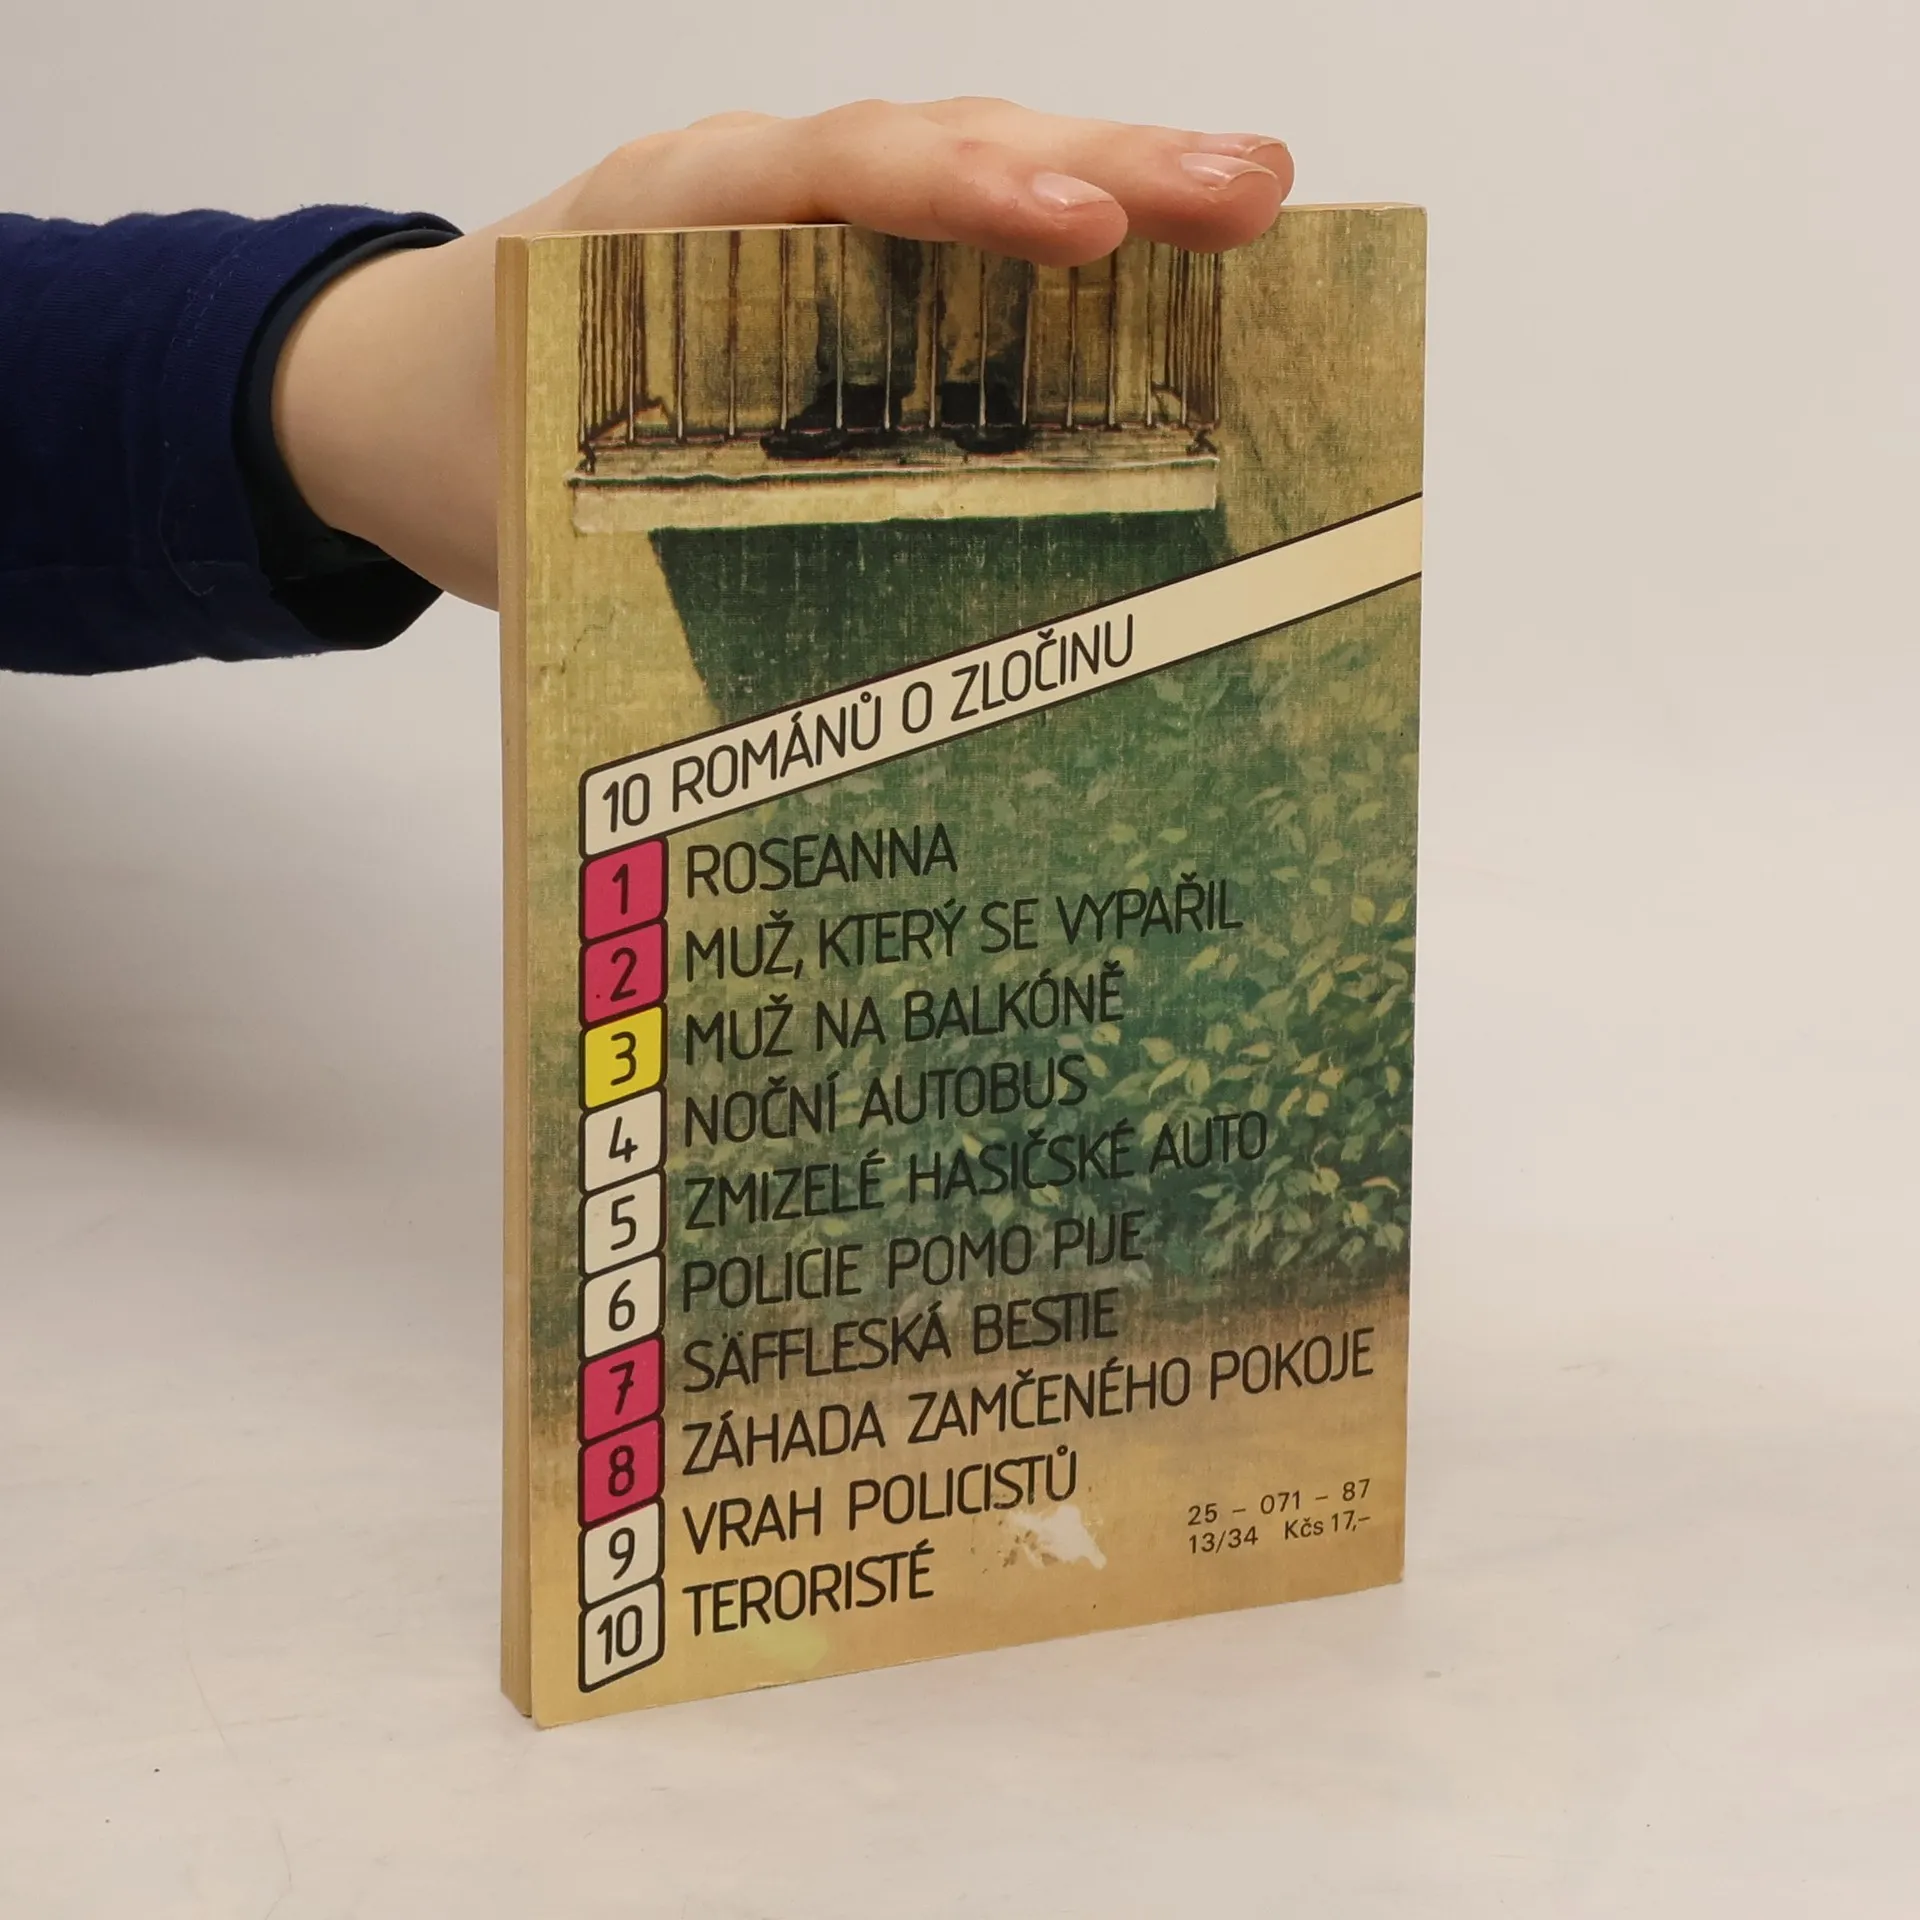 10 ROMÁNŮ O ZLOČINU
1 ROSEANNA
2 MUŽ, KTERÝ SE VYPAŘIL
3 MUŽ NA BALKÓNĚ
4 NOČNÍ AUTOBUS
5 ZMIZELÉ HASIČSKÉ AUTO
6 POLICIE POMO PIJE
7 SÄFFLESKÁ BESTIE
8 ZÁHADA ZAMČENÉHO POKOJE
9 VRAH POLICISTŮ
10 TERORISTÉ
25 – 071 – 87
13/34 Kčs 17,–